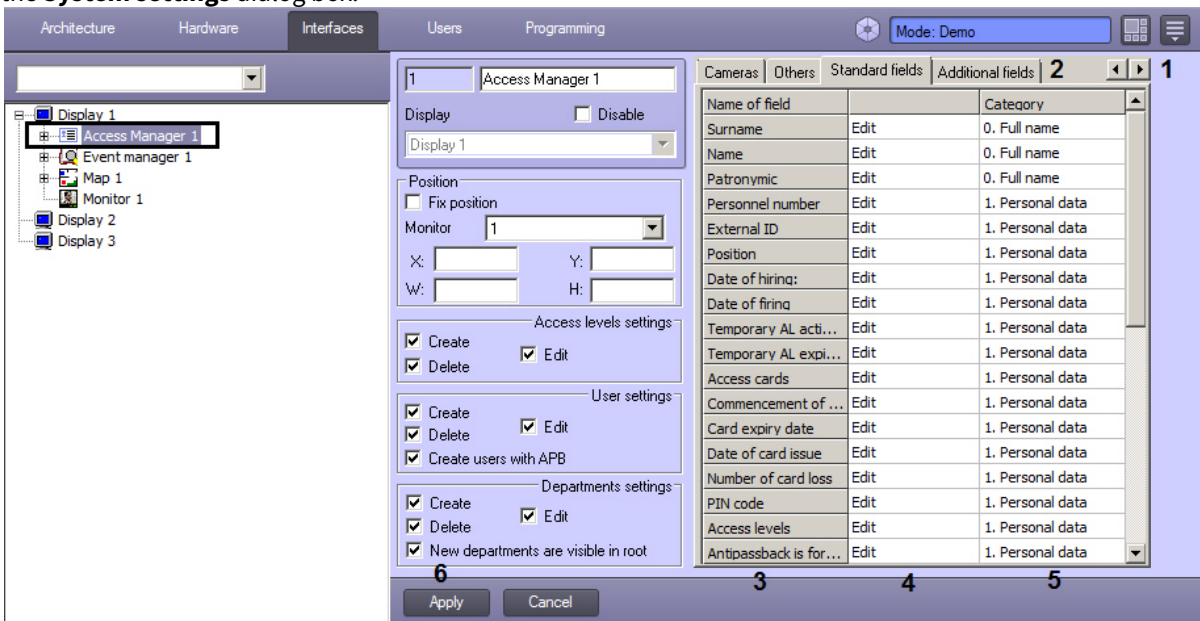 the System settings dialog box.
Architecture Hardware Interfaces Users Programming Mode: Demo
Display 1
Access Manager 1
Event manager 1
Map 1
Monitor 1
Display 2
Display 3
1 Access Manager 1
Display Disable
Display 1
Position
Fix position
Monitor 1
X: Y:
W: H:
Access levels settings
Create
Edit
Delete
User settings
Create
Edit
Delete
Create users with APB
Departments settings
Create
Edit
Delete
New departments are visible in root
6
Apply Cancel
Cameras Others Standard fields Additional fields 2 1
Name of field Category
Surname Edit 0. Full name
Name Edit 0. Full name
Patronymic Edit 0. Full name
Personnel number Edit 1. Personal data
External ID Edit 1. Personal data
Position Edit 1. Personal data
Date of hiring: Edit 1. Personal data
Date of firing Edit 1. Personal data
Temporary AL acti... Edit 1. Personal data
Temporary AL expi... Edit 1. Personal data
Access cards Edit 1. Personal data
Commencement of ... Edit 1. Personal data
Card expiry date Edit 1. Personal data
Date of card issue Edit 1. Personal data
Number of card loss Edit 1. Personal data
PIN code Edit 1. Personal data
Access levels Edit 1. Personal data
Antipassback is for... Edit 1. Personal data
3 4 5